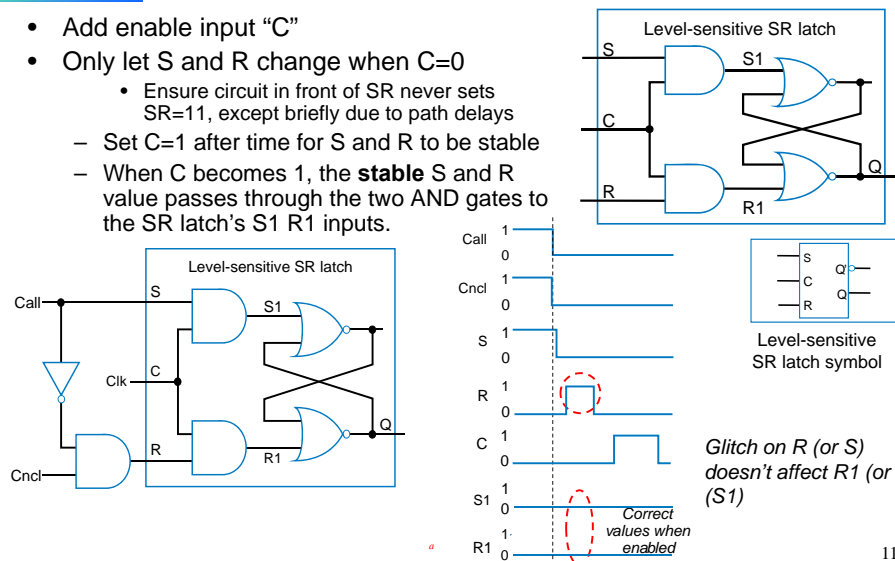 • Add enable input “C”
• Only let S and R change when C=0
• Ensure circuit in front of SR never sets
SR=11, except briefly due to path delays
– Set C=1 after time for S and R to be stable
– When C becomes 1, the stable S and R
value passes through the two AND gates to
the SR latch’s S1 R1 inputs.
Level-sensitive SR latch
S
S1
C
Q
R
R1
Level-sensitive SR latch
Call
S
S1
Clk
C
Q
R
R1
Cncl
Call
1
0
Cncl
1
0
S
1
0
R
1
0
C
1
0
S1
1
0
R1
1
0
Correct
values when
enabled
S
Q’
C
Q
R
Level-sensitive
SR latch symbol
Glitch on R (or S)
doesn’t affect R1 (or
(S1)
a
11